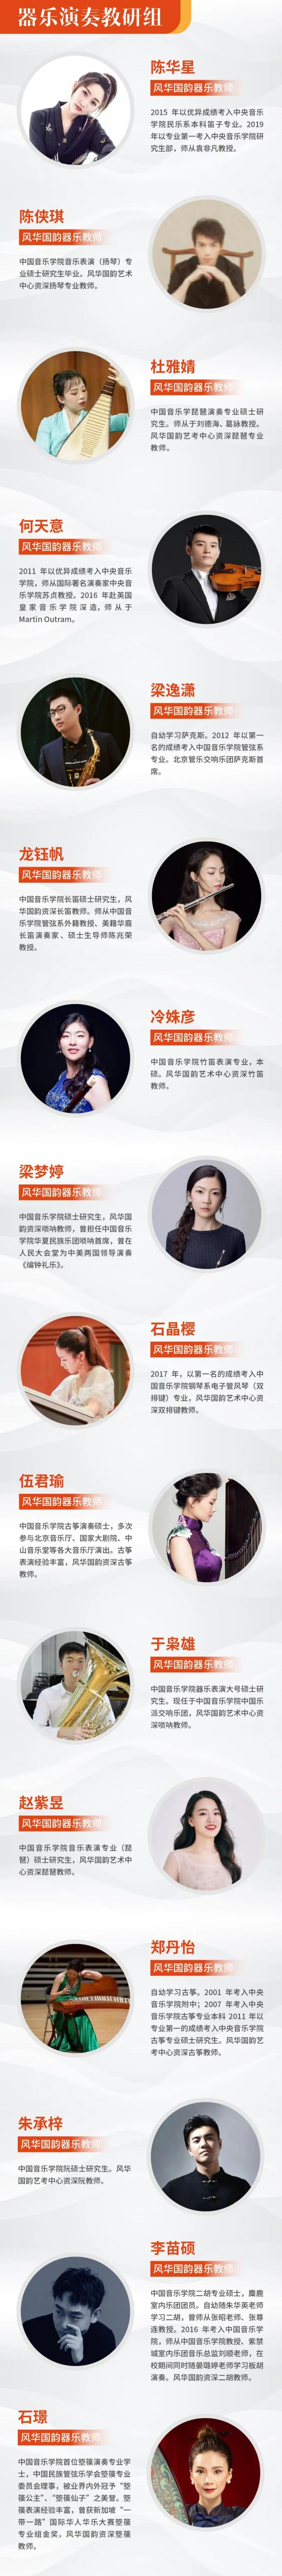 器乐演奏教研组
陈华星
风华国韵器乐教师
2015 年以优异成绩考入中央音乐
学院民乐系本科笛子专业。2019
年以专业第一考入中央音乐学院研
究生部，师从袁非凡教授。
陈侠琪
风华国韵器乐教师
中国音乐学院音乐表演（扬琴）专
业硕士研究生毕业。风华国韵艺术
中心资深扬琴专业教师。
杜雅婧
风华国韵器乐教师
中国音乐学琵琶演奏专业硕士研
究生。师从于刘德海、葛詠教授。
风华国韵艺考中心资深琵琶专业
教师。
何天意
风华国韵器乐教师
2011 年以优异成绩考入中央音乐
学院，师从国际著名演奏家中央音
乐学院苏贞教授。2016 年赴英国
皇家音乐学院深造，师从于
Martin Outram。
梁逸潇
风华国韵器乐教师
自幼学习萨克斯。2012 年以第一
名的成绩考入中国音乐学院管弦系
专业。北京管乐交响乐团萨克斯首
席。
龙钰帆
风华国韵器乐教师
中国音乐学院长笛硕士研究生，风
华国韵资深长笛教师。师从中国音
乐学院管弦系外籍教授、美籍华裔
长笛演奏家、硕士生导师陈兆荣
教授。
冷姝彦
风华国韵器乐教师
中国音乐学院竹笛表演专业，本
硕。风华国韵艺术中心资深竹笛
教师。
梁梦婷
风华国韵器乐教师
中国音乐学院硕士研究生，风华国
韵资深唢呐教师，曾担任中国音乐
学院华夏民族乐团唢呐首席，曾在
人民大会堂为中美两国领导演奏
《编钟礼乐》。
石晶樱
风华国韵器乐教师
2017 年，以第一名的成绩考入中
国音乐学院钢琴系电子管风琴（双
排键）专业，风华国韵艺术中心资
深双排键教师。
伍君瑜
风华国韵器乐教师
中国音乐学院古筝演奏硕士，多次
参与北京音乐厅、国家大剧院、中
山音乐堂等各大音乐厅演出。古筝
表演经验丰富，风华国韵资深古筝
教师。
于枭雄
风华国韵器乐教师
中国音乐学院器乐表演大号硕士研
究生。现任于中国音乐学院中国乐
派交响乐团，风华国韵艺术中心资
深唢呐教师。
赵紫昱
风华国韵器乐教师
中国音乐学院音乐表演专业（琵
琶）硕士研究生，风华国韵艺术中
心资深琵琶教师。
郑丹怡
风华国韵器乐教师
自幼学习古筝。2001 年考入中央
音乐学院附中；2007 年考入中央
音乐学院古筝专业本科 2011 年以
专业第一的成绩考入中央音乐学院
古筝专业硕士研究生。风华国韵艺
考中心资深古筝教师。
朱承梓
风华国韵器乐教师
中国音乐学院阮硕士研究生。风华
国韵艺考中心资深阮教师。
李苗硕
风华国韵器乐教师
中国音乐学院二胡专业硕士，麋鹿
室内乐团团员。自幼随朱华英老师
学习二胡，曾师从张昭老师、张尊
连教授。2016 年考入中国音乐学
院，师从中国音乐学院教授、紫禁
城室内乐团音乐总监刘顺老师，在
校期间同时随晏璐婷老师学习板胡
演奏。风华国韵资深二胡教师。
石璟
风华国韵器乐教师
中国音乐学院首位箜篌演奏专业学
士，中国民族管弦乐学会箜篌专业
委员会理事，被业界内外冠予“箜
篌公主”、“箜篌仙子”之美誉。箜
篌表演经验丰富，曾获新加坡“一
带一路”国际华人华乐大赛箜篌
专业组金奖，风华国韵资深箜篌
教师。